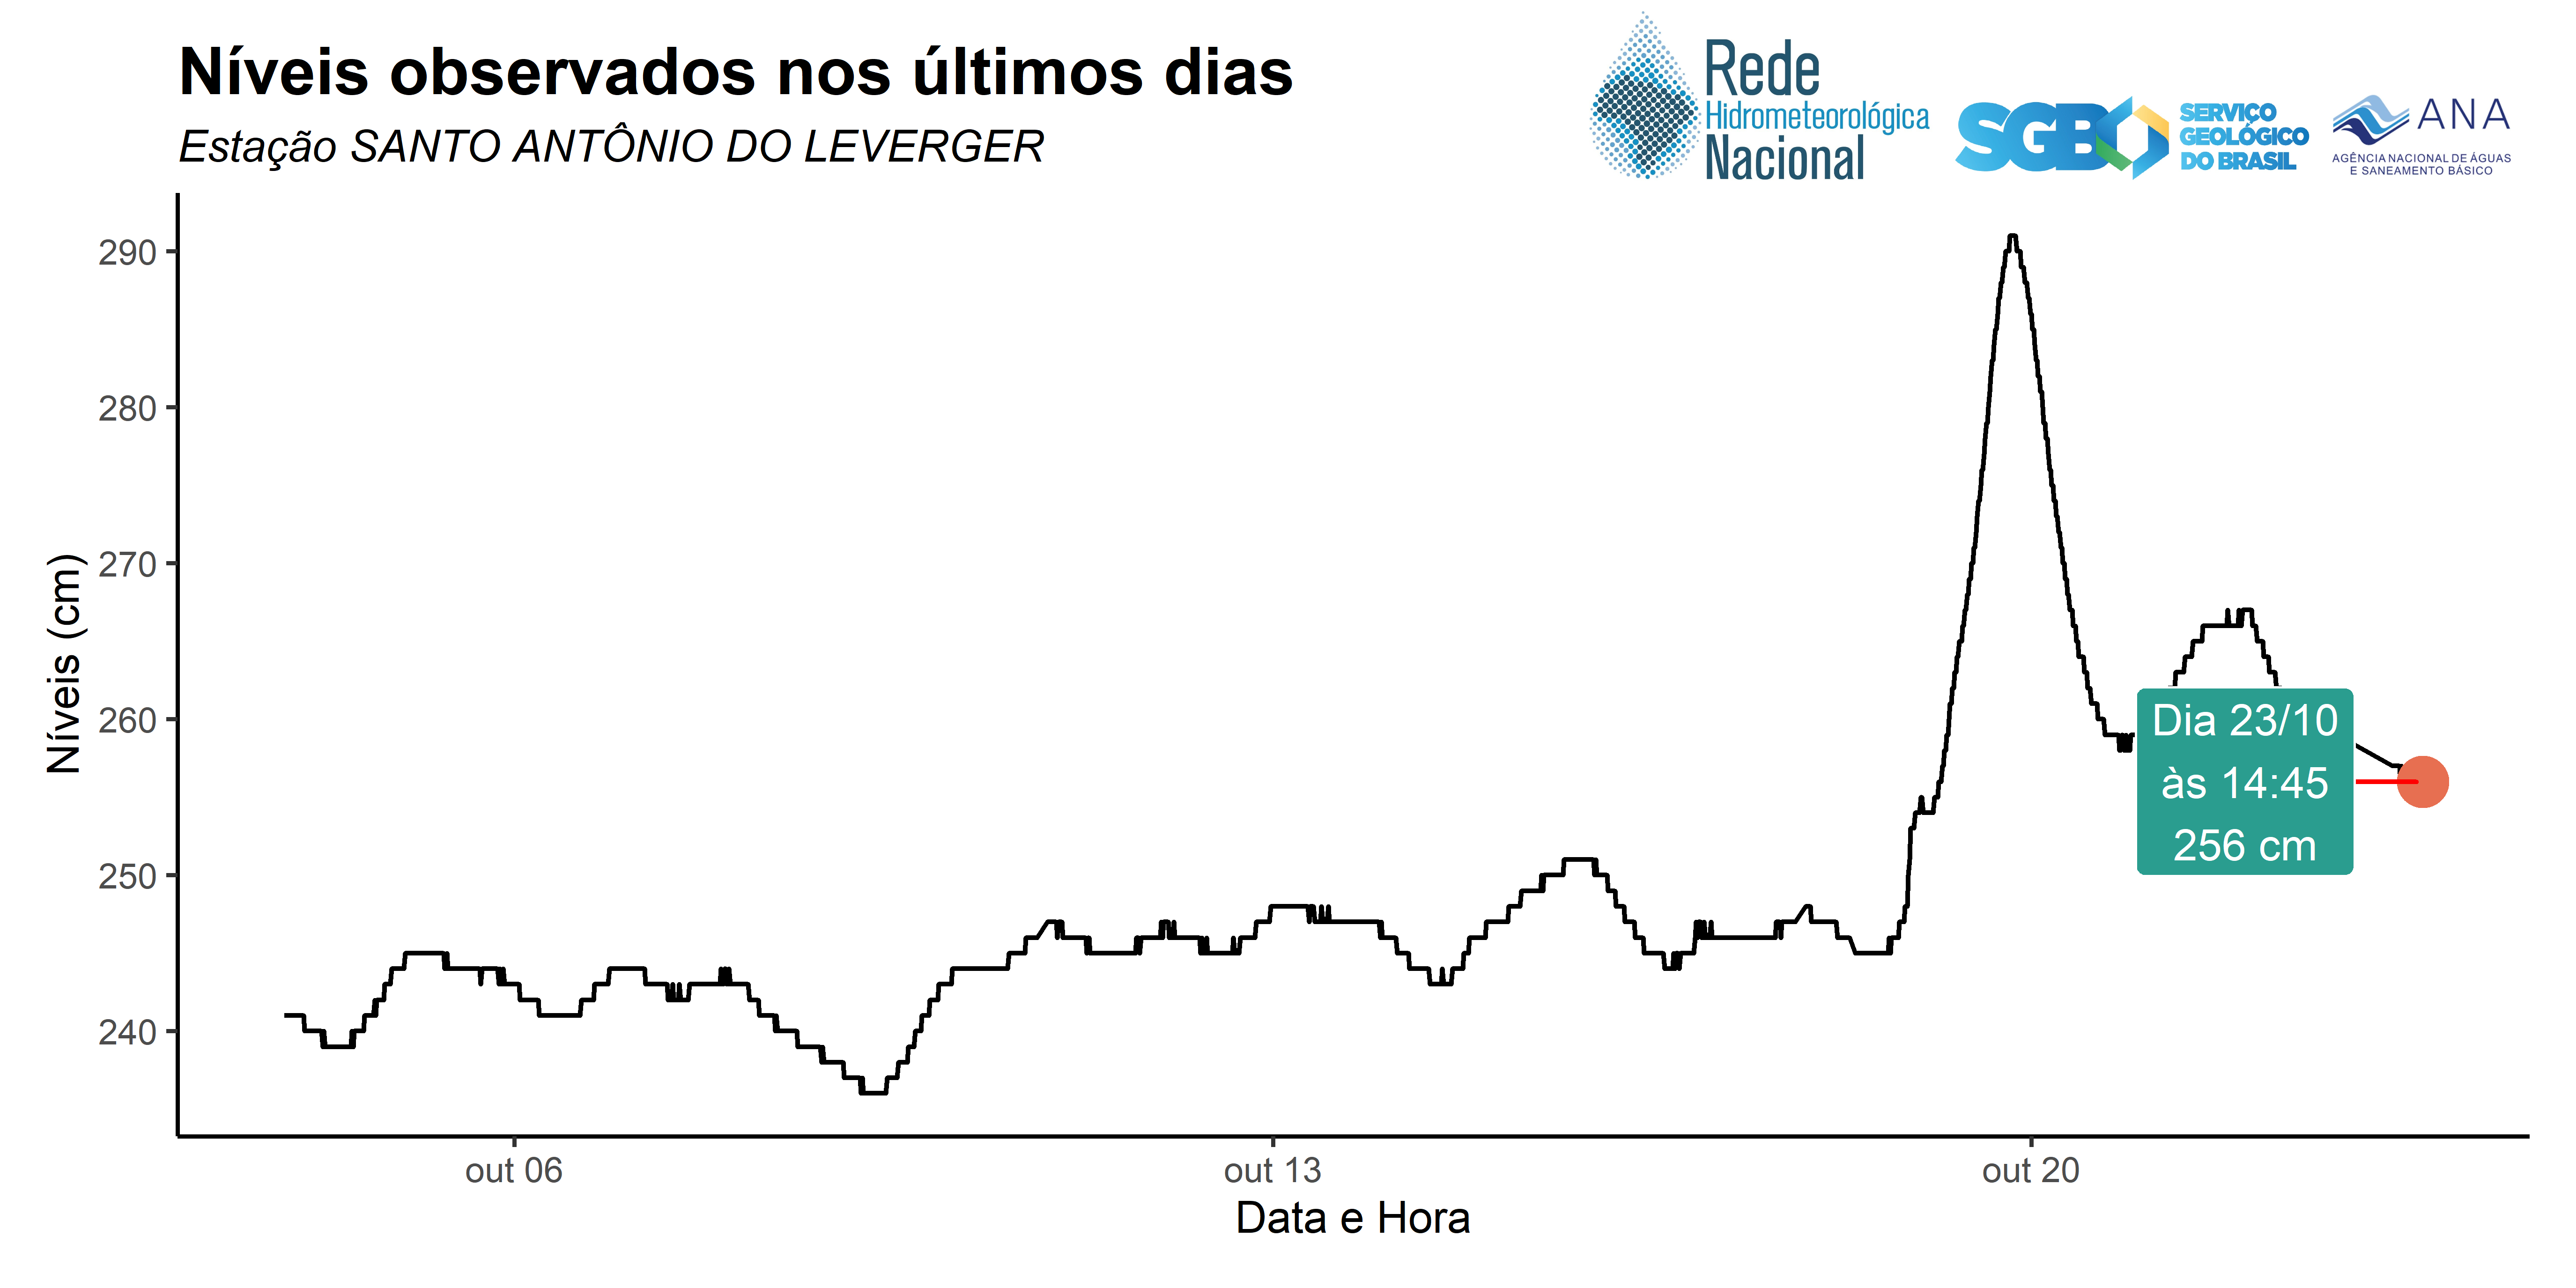 Níveis observados nos últimos dias
Estação SANTO ANTÔNIO DO LEVERGER
Rede
Hidrometeorológica
Nacional
SGB
SERVIÇO
GEOLÓGICO
DO BRASIL
ANA
AGÊNCIA NACIONAL DE ÁGUAS
E SANEAMENTO BÁSICO
Níveis (cm)
290
280
270
260
250
240
Dia 23/10
às 14:45
256 cm
out 06
out 13
out 20
Data e Hora